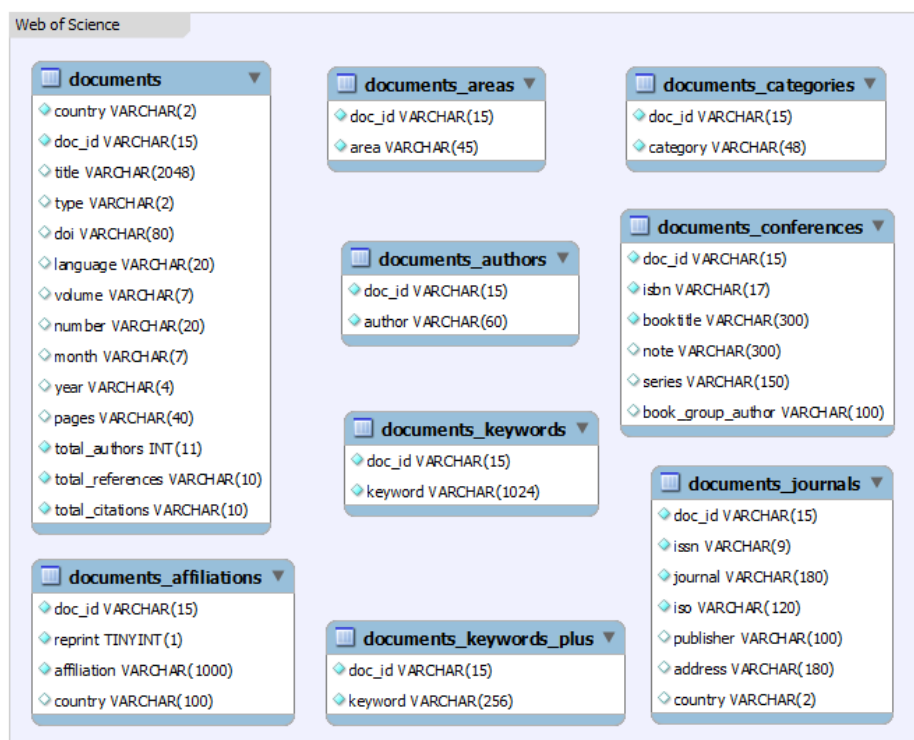 Web of Science
documents
country VARCHAR(2)
doc_id VARCHAR(15)
title VARCHAR(2048)
type VARCHAR(2)
doi VARCHAR(80)
language VARCHAR(20)
volume VARCHAR(7)
number VARCHAR(20)
month VARCHAR(7)
year VARCHAR(4)
pages VARCHAR(40)
total_authors INT(11)
total_references VARCHAR(10)
total_citations VARCHAR(10)
documents_affiliations
doc_id VARCHAR(15)
reprint TINYINT(1)
affiliation VARCHAR(1000)
country VARCHAR(100)
documents_areas
doc_id VARCHAR(15)
area VARCHAR(45)
documents_authors
doc_id VARCHAR(15)
author VARCHAR(60)
documents_keywords
doc_id VARCHAR(15)
keyword VARCHAR(1024)
documents_keywords_plus
doc_id VARCHAR(15)
keyword VARCHAR(256)
documents_categories
doc_id VARCHAR(15)
category VARCHAR(48)
documents_conferences
doc_id VARCHAR(15)
isbn VARCHAR(17)
booktitle VARCHAR(300)
note VARCHAR(300)
series VARCHAR(150)
book_group_author VARCHAR(100)
documents_journals
doc_id VARCHAR(15)
issn VARCHAR(9)
journal VARCHAR(180)
iso VARCHAR(120)
publisher VARCHAR(100)
address VARCHAR(180)
country VARCHAR(2)